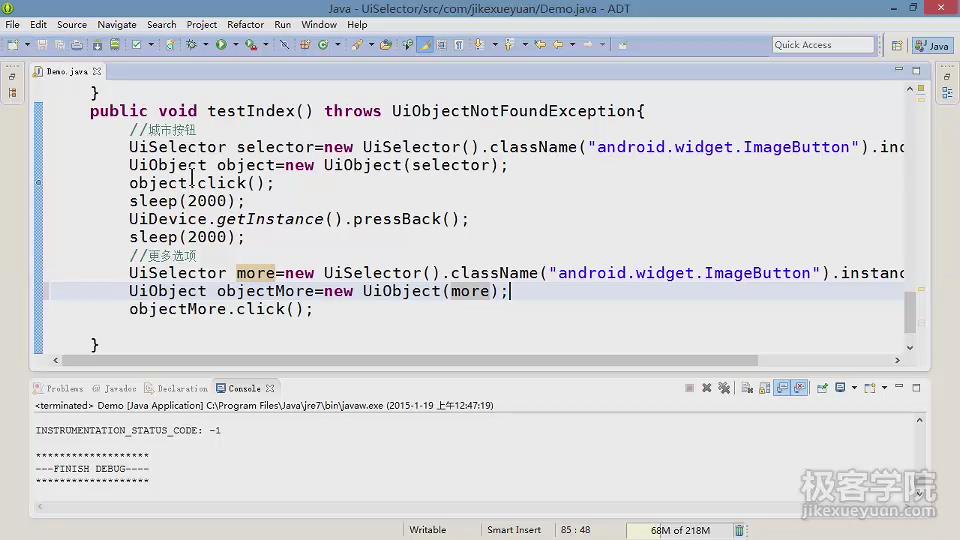 Java - UiSelector/src/com/jikexueyuan/Demo.java - ADT
File Edit Source Navigate Search Project Refactor Run Window Help
Quick Access
Java
Demo.java
}
public void testIndex() throws UiObjectNotFoundException{
//城市按钮
UiSelector selector=new UiSelector().className("android.widget.ImageButton").ind
UiObject object=new UiObject(selector);
object.click();
sleep(2000);
UiDevice.getInstance().pressBack();
sleep(2000);
//更多选项
UiSelector more=new UiSelector().className("android.widget.ImageButton").instanc
UiObject objectMore=new UiObject(more);
objectMore.click();
}
Problems @ Javadoc Declaration Console
<terminated> Demo [Java Application] C:\Program Files\Java\jre7\bin\javaw.exe (2015-1-19 上午12:47:19)
INSTRUMENTATION_STATUS_CODE: -1
*******************
---FINISH DEBUG----
*******************
极客学院
jikexueyuan.com
Writable Smart Insert 85 : 48 68M of 218M